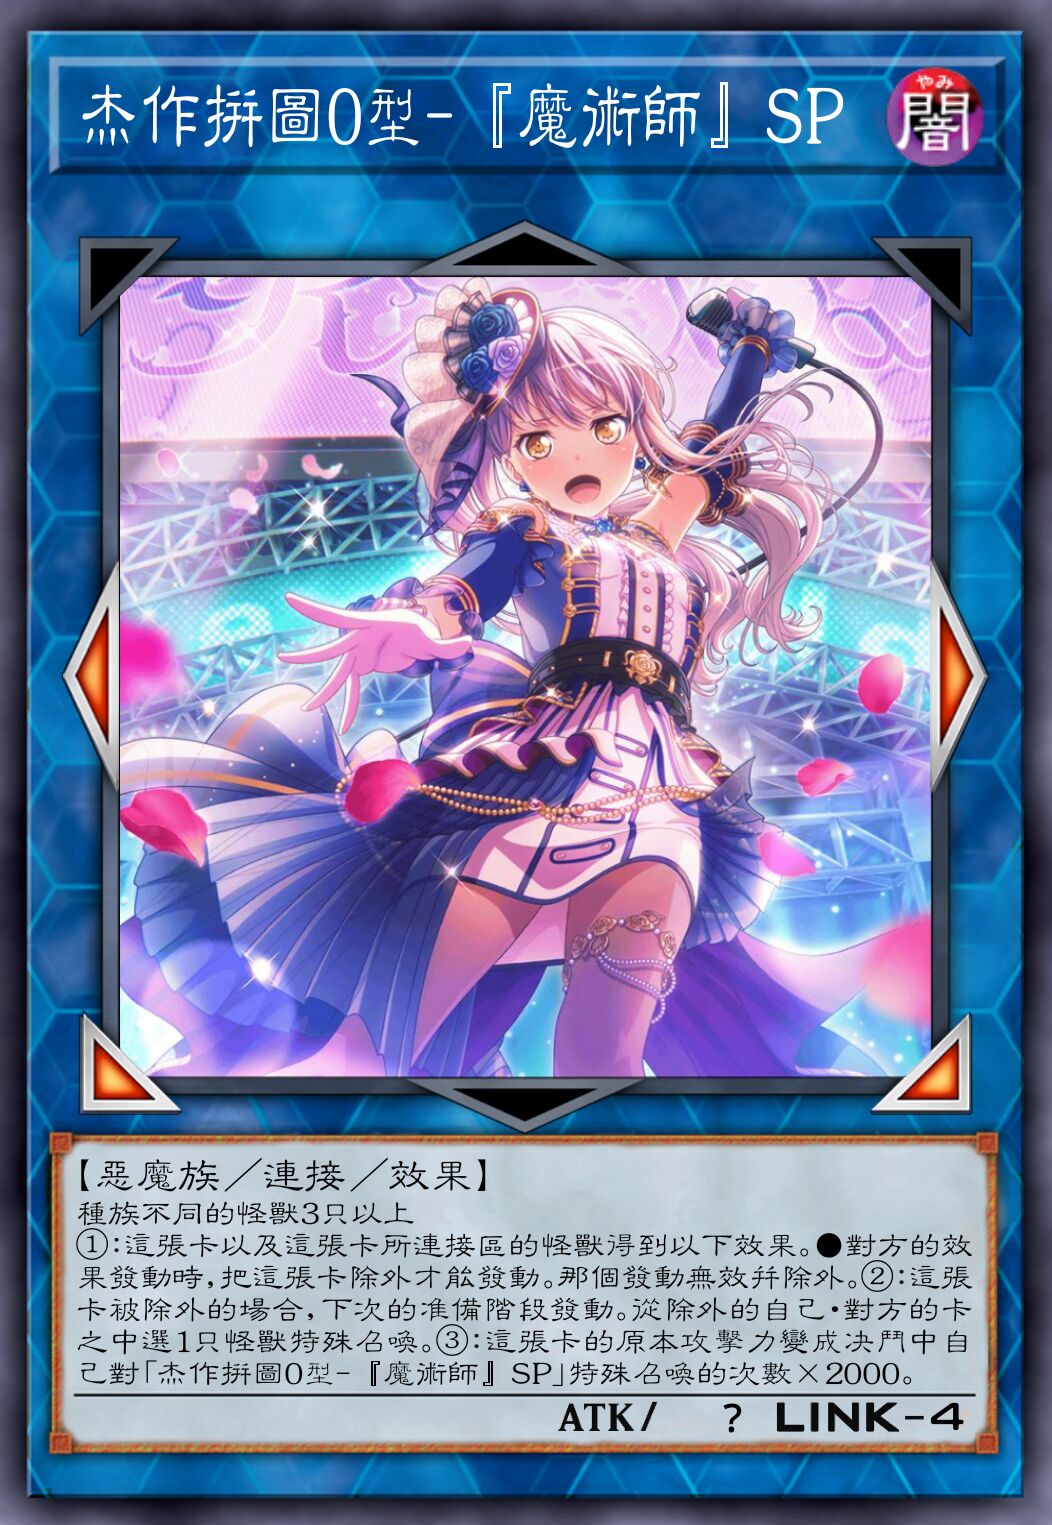 杰作拼圖0型-『魔術師』SP
やみ
闇
【惡魔族／連接／效果】
種族不同的怪獸3只以上
①：這張卡以及這張卡所連接區的怪獸得到以下效果。●對方的效
果發動時，把這張卡除外才能發動。那個發動無效并除外。②：這張
卡被除外的場合，下次的准備階段發動。從除外的自己·對方的卡
之中選1只怪獸特殊召喚。③：這張卡的原本攻擊力變成決鬥中自
己對「杰作拼圖0型-『魔術師』SP」特殊召喚的次數×2000。
ATK/ ? LINK-4